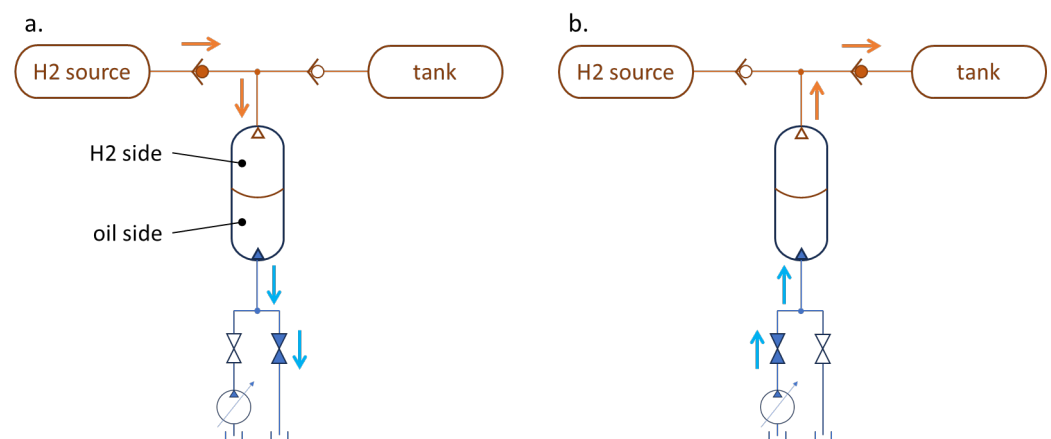 a.
H2 source
tank
H2 side
oil side
b.
H2 source
tank